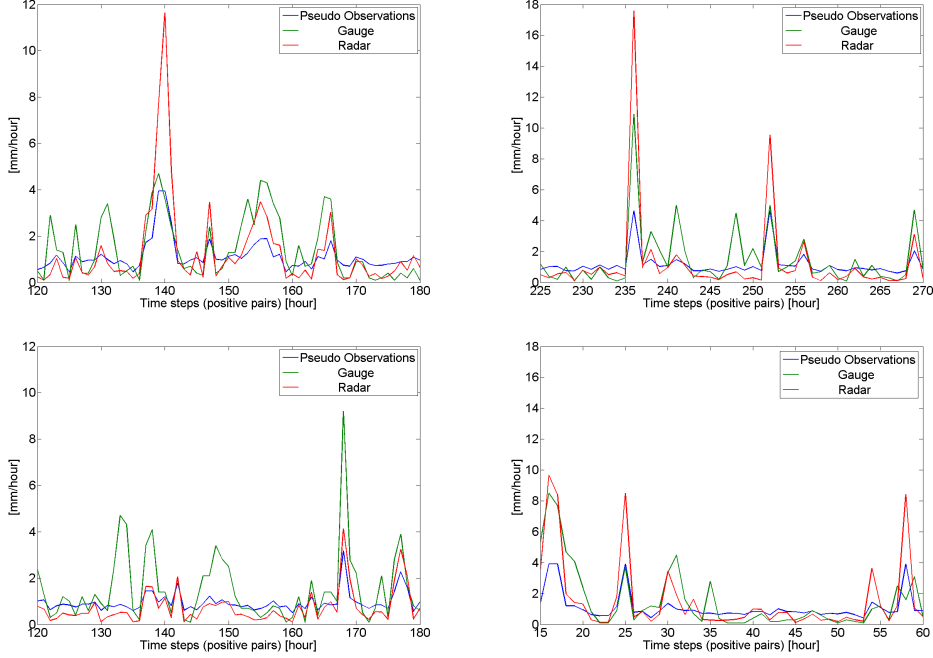 12
10
8
6
4
2
0
[mm/hour]
Pseudo Observations
Gauge
Radar
120 130 140 150 160 170 180
Time steps (positive pairs) [hour]
18
16
14
12
10
8
6
4
2
0
[mm/hour]
Pseudo Observations
Gauge
Radar
225 230 235 240 245 250 255 260 265 270
Time steps (positive pairs) [hour]
12
10
8
6
4
2
0
[mm/hour]
Pseudo Observations
Gauge
Radar
120 130 140 150 160 170 180
Time steps (positive pairs) [hour]
18
16
14
12
10
8
6
4
2
0
[mm/hour]
Pseudo Observations
Gauge
Radar
15 20 25 30 35 40 45 50 55 60
Time steps (positive pairs) [hour]